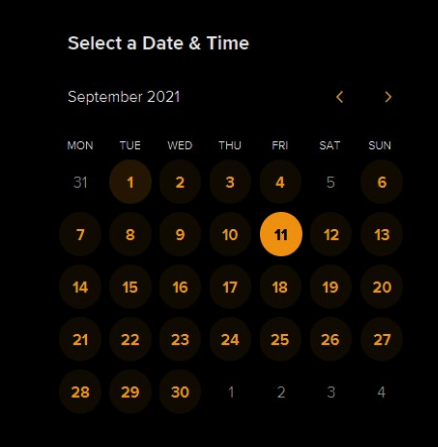 Select a Date & Time
September 2021 < >
MON TUE WED THU FRI SAT SUN
31 1 2 3 4 5 6
7 8 9 10 11 12 13
14 15 16 17 18 19 20
21 22 23 24 25 26 27
28 29 30 1 2 3 4